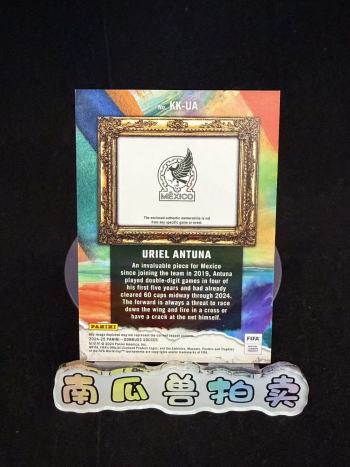 No. KK-UA
MÉXICO
The enclosed authentic memorabilia is not
from any specific game or event.
URIEL ANTUNA
An invaluable piece for Mexico
since joining the team in 2019, Antuna
played double-digit games in four of
his first five years and had already
cleared 60 caps midway through 2024.
The forward is always a threat to race
down the wing and fire in a cross or
have a crack at the net himself.
PANINI
FIFA
2024-25 PANINI – DONRUSS SOCCER
© 2024 Panini America, Inc.
南瓜兽拍卖